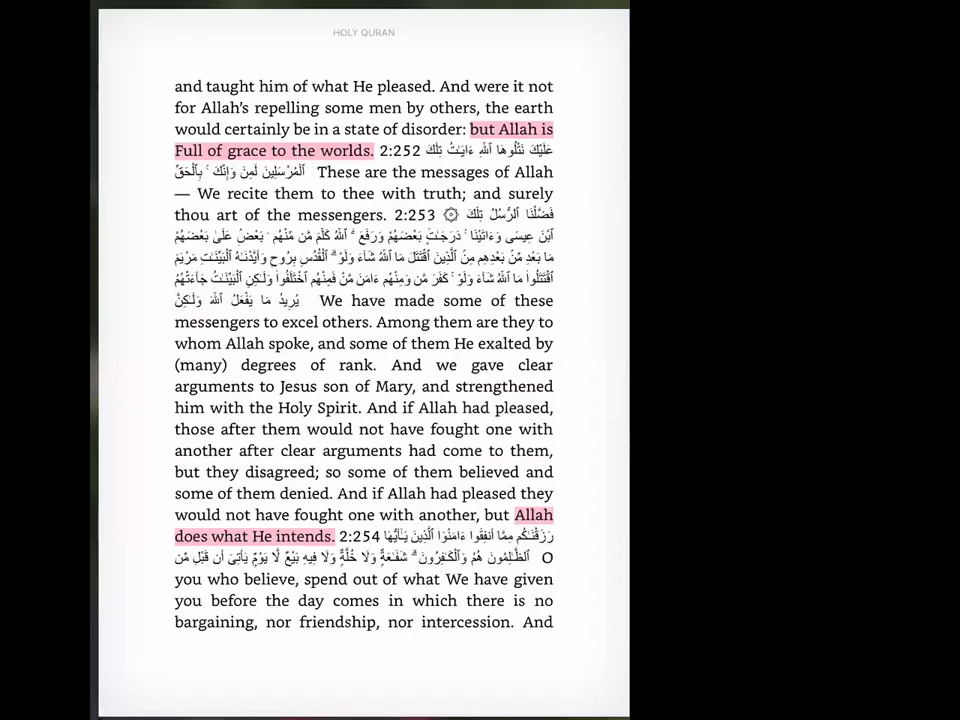 HOLY QURAN
and taught him of what He pleased. And were it not
for Allah's repelling some men by others, the earth
would certainly be in a state of disorder: but Allah is
Full of grace to the worlds. 2:252 عَلَيْكَ نَتْلُوهَا ٱللَّهِ ءَايَـٰتُ تِلْكَ
ٱلْمُرْسَلِينَ لَمِنَ وَإِنَّكَ ۚ بِٱلْحَقِّ These are the messages of Allah
— We recite them to thee with truth; and surely
thou art of the messengers. 2:253 فَضَّلْنَا ٱلرُّسُلُ تِلْكَ ۞
بَعْضَهُمْ عَلَىٰ بَعْضٍ ۘ مِّنْهُم مَّن كَلَّمَ ٱللَّهُ ۖ وَرَفَعَ بَعْضَهُمْ دَرَجَـٰتٍ ۚ وَءَاتَيْنَا عِيسَى ٱبْنَ
مَرْيَمَ ٱلْبَيِّنَـٰتِ وَأَيَّدْنَـٰهُ بِرُوحِ ٱلْقُدُسِ ۗ وَلَوْ شَآءَ ٱللَّهُ مَا ٱقْتَتَلَ ٱلَّذِينَ مِنۢ بَعْدِهِم مِّنۢ بَعْدِ مَا
جَآءَتْهُمُ ٱلْبَيِّنَـٰتُ وَلَـٰكِنِ ٱخْتَلَفُوا۟ فَمِنْهُم مَّنْ ءَامَنَ وَمِنْهُم مَّن كَفَرَ ۚ وَلَوْ شَآءَ ٱللَّهُ مَا ٱقْتَتَلُوا۟
يُرِيدُ مَا يَفْعَلُ ٱللَّهَ وَلَـٰكِنَّ We have made some of these
messengers to excel others. Among them are they to
whom Allah spoke, and some of them He exalted by
(many) degrees of rank. And we gave clear
arguments to Jesus son of Mary, and strengthened
him with the Holy Spirit. And if Allah had pleased,
those after them would not have fought one with
another after clear arguments had come to them,
but they disagreed; so some of them believed and
some of them denied. And if Allah had pleased they
would not have fought one with another, but Allah
does what He intends. 2:254 رَزَقْنَـٰكُم مِمَّا أَنفِقُوا ءَامَنُوٓا ٱلَّذِينَ يَـٰٓأَيُّهَا
ٱلظَّـٰلِمُونَ هُمُ وَٱلْكَـٰفِرُونَ ۗ شَفَـٰعَةٌ وَلَا خُلَّةٌ وَلَا فِيهِ بَيْعٌ لَّا يَوْمٌ يَأْتِىَ أَن قَبْلِ مِّن O
you who believe, spend out of what We have given
you before the day comes in which there is no
bargaining, nor friendship, nor intercession. And